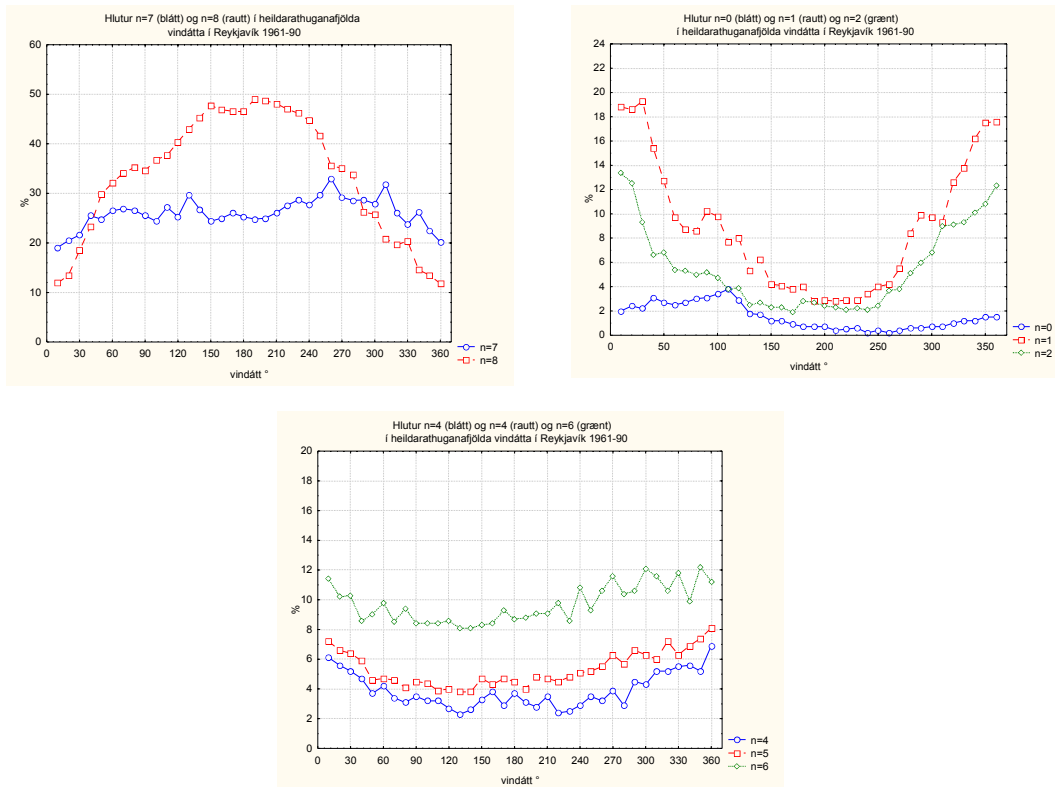 Hlutur n=7 (blátt) og n=8 (rautt) í heildarathuganafjölda
vindátta í Reykjavík 1961-90
60
50
40
30
20
10
0
%
0 30 60 90 120 150 180 210 240 270 300 330 360
vindátt °
n=7
n=8
Hlutur n=0 (blátt) og n=1 (rautt) og n=2 (grænt)
í heildarathuganafjölda vindátta í Reykjavík 1961-90
24
22
20
18
16
14
12
10
8
6
4
2
0
%
0 50 100 150 200 250 300 350
vindátt °
n=0
n=1
n=2
Hlutur n=4 (blátt) og n=4 (rautt) og n=6 (grænt)
í heildarathuganafjölda vindátta í Reykjavík 1961-90
20
18
16
14
12
10
8
6
4
2
0
%
0 30 60 90 120 150 180 210 240 270 300 330 360
vindátt °
n=4
n=5
n=6